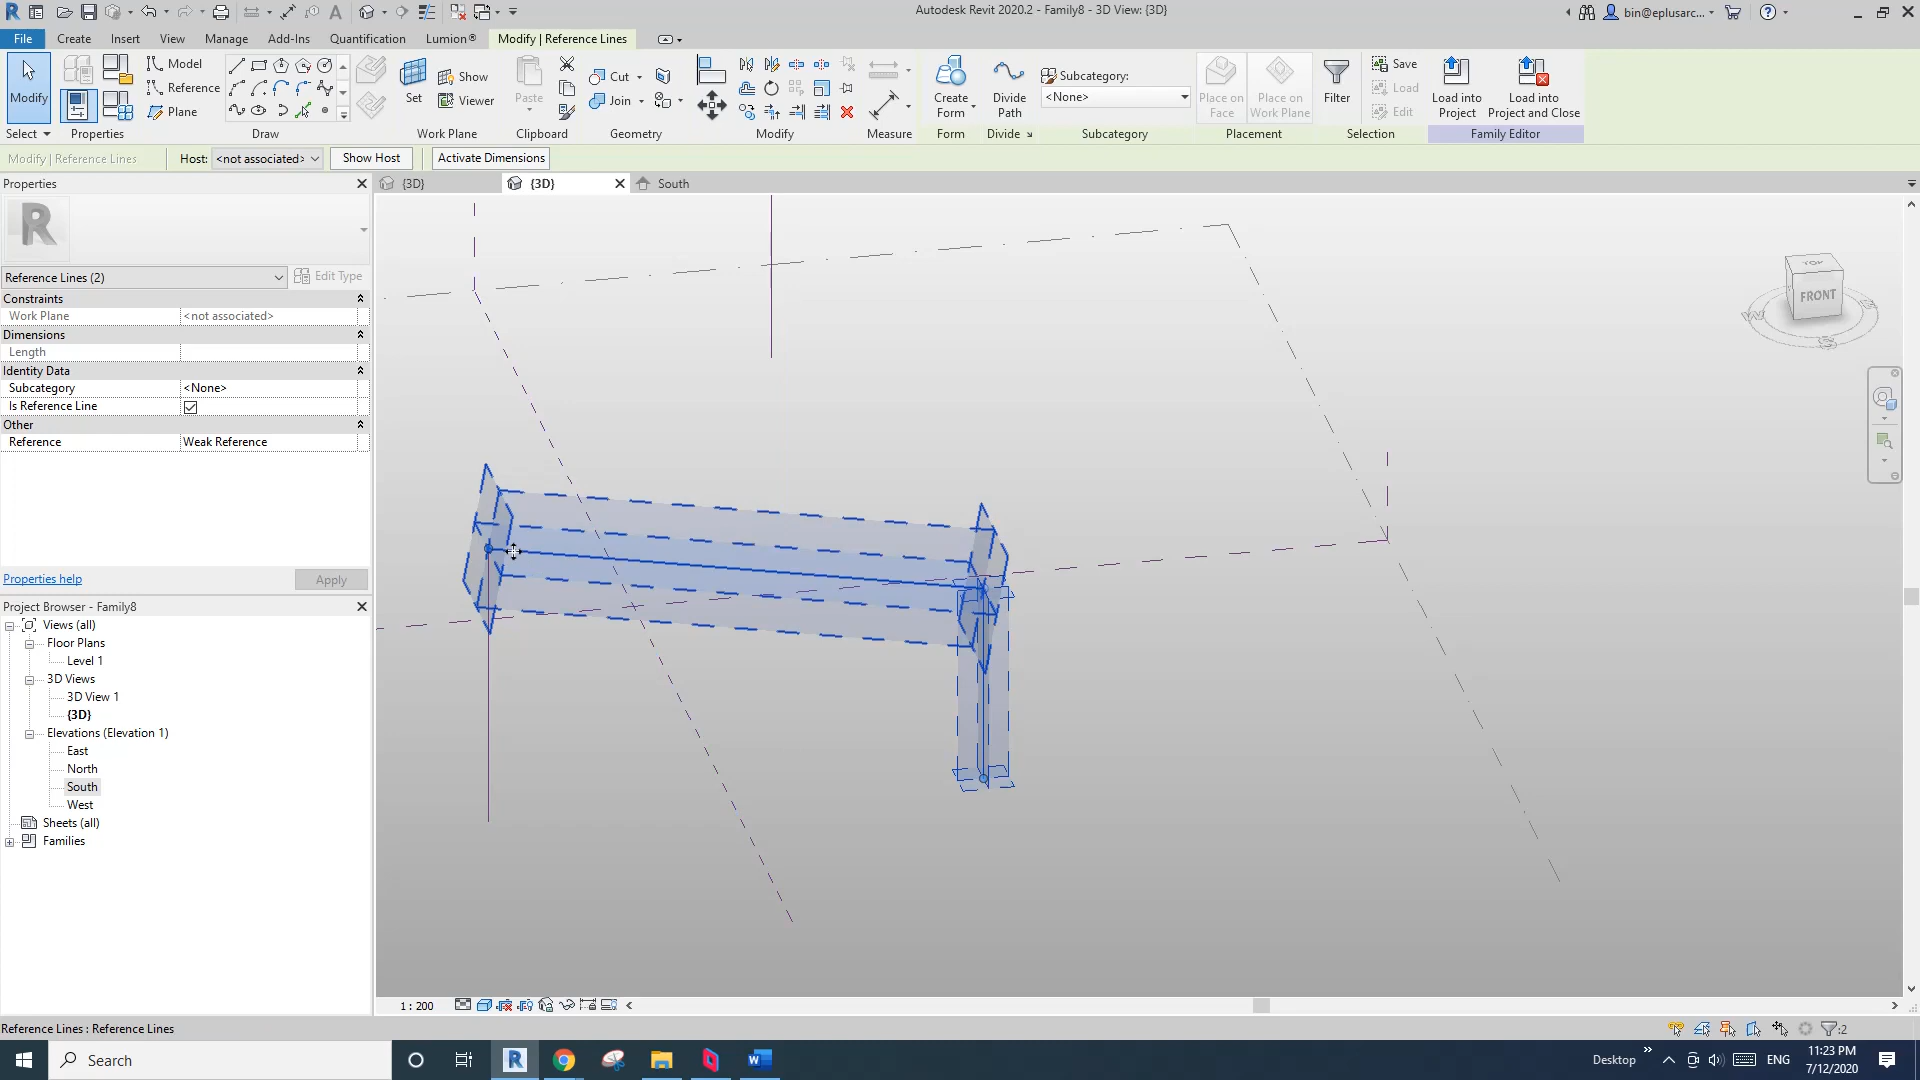 Autodesk Revit 2020.2 - Family8 - 3D View: {3D}
bin@eplusarc...
File Create Insert View Manage Add-Ins Quantification Lumion® Modify | Reference Lines
Modify
Model
Reference
Plane
Set
Show
Viewer
Paste
Cut
Join
Create Form
Divide Path
Subcategory:
<None>
Place on Face
Place on Work Plane
Filter
Save
Load
Edit
Load into Project
Load into Project and Close
Select Properties Draw Work Plane Clipboard Geometry Modify Measure Form Divide Subcategory Placement Selection Family Editor
Modify | Reference Lines Host: <not associated> Show Host Activate Dimensions
Properties
{3D} {3D} South
R
Reference Lines (2) Edit Type
Constraints
Work Plane <not associated>
Dimensions
Length
Identity Data
Subcategory <None>
Is Reference Line
Other
Reference Weak Reference
Properties help Apply
Project Browser - Family8
Views (all)
Floor Plans
Level 1
3D Views
3D View 1
{3D}
Elevations (Elevation 1)
East
North
South
West
Sheets (all)
Families
TOP
FRONT
W
S
E
1 : 200
Reference Lines : Reference Lines
:2
Search
Desktop
ENG
11:23 PM
7/12/2020